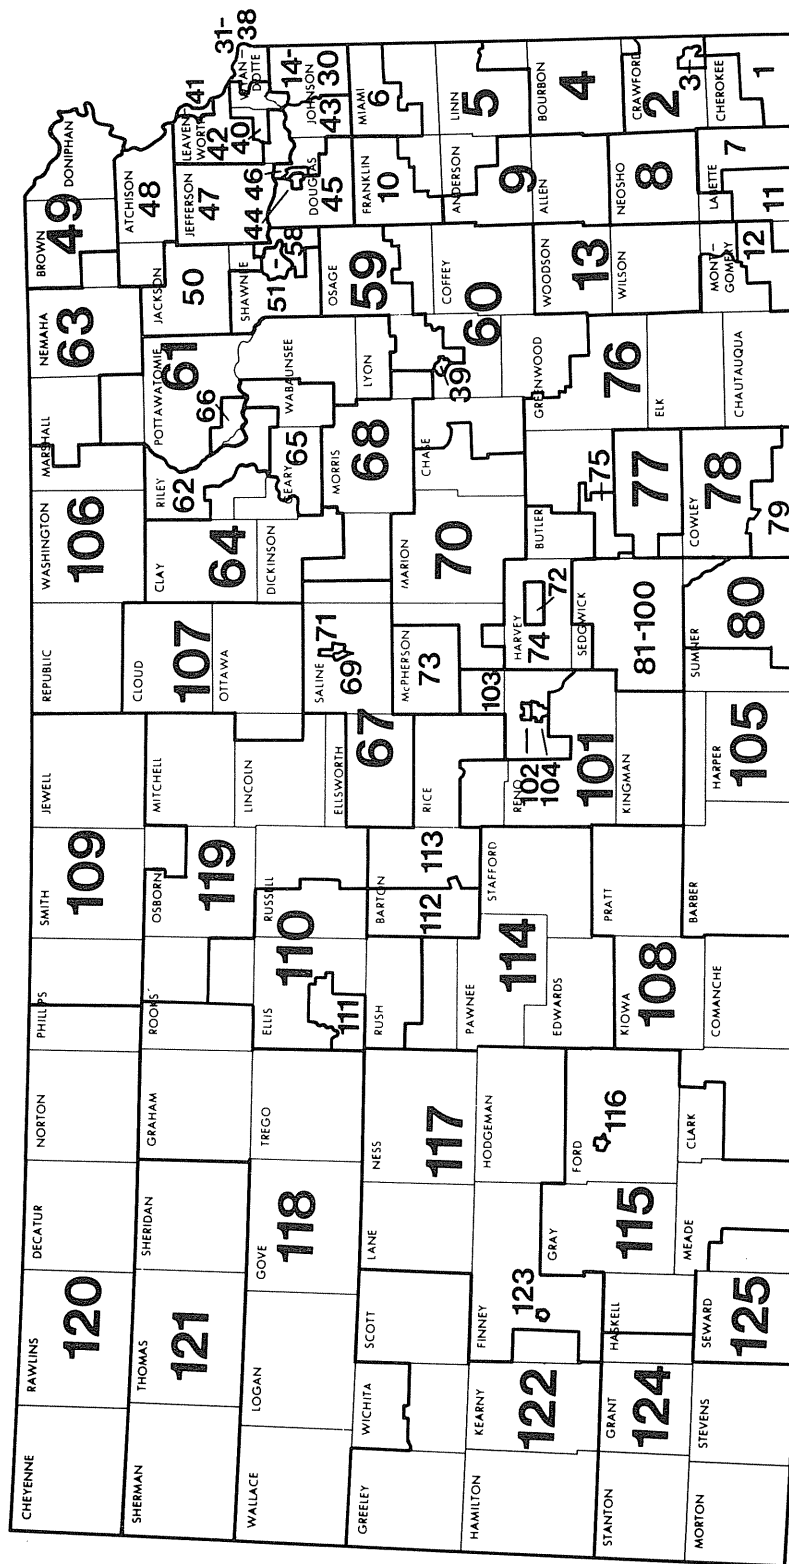 CHEYENNE
RAWLINS
120
DECATUR
NORTON
PHILLIPS
SMITH
109
JEWELL
REPUBLIC
WASHINGTON
106
MARSHALL
NEMAHA
63
BROWN
49
DONIPHAN
SHERMAN
THOMAS
121
SHERIDAN
GRAHAM
ROOKS
OSBORN
119
MITCHELL
CLOUD
107
CLAY
64
RILEY
62
POTTAWATOMIE
61
66
JACKSON
50
ATCHISON
48
JEFFERSON
47
LEAVEN-
WORTH
42
40
41
WYAN-
DOTTE
31-
38
WALLACE
LOGAN
GOVE
118
TREGO
ELLIS
110
111
RUSSELL
LINCOLN
OTTAWA
DICKINSON
GEARY
65
WABAUNSEE
SHAWNEE
51-
58
44
46
DOUGLAS
45
JOHNSON
43
14-
30
GREELEY
WICHITA
SCOTT
LANE
NESS
117
RUSH
BARTON
112
113
ELLSWORTH
67
SALINE
69
71
MORRIS
68
LYON
OSAGE
59
FRANKLIN
10
MIAMI
6
RICE
McPHERSON
73
MARION
70
CHASE
39
60
COFFEY
ANDERSON
9
LINN
5
HAMILTON
KEARNY
122
FINNEY
123
HODGEMAN
PAWNEE
114
STAFFORD
RENO
101
102
104
103
HARVEY
74
72
BUTLER
75
GREENWOOD
76
WOODSON
13
ALLEN
BOURBON
4
GRAY
115
FORD
116
EDWARDS
STANTON
GRANT
124
HASKELL
KIOWA
108
PRATT
KINGMAN
SEDGWICK
81-100
77
ELK
WILSON
NEOSHO
8
CRAWFORD
2
3
MORTON
STEVENS
SEWARD
125
MEADE
CLARK
COMANCHE
BARBER
HARPER
105
SUMNER
80
COWLEY
78
79
CHAUTAUQUA
MONT-
GOMERY
12
LABETTE
7
11
CHEROKEE
1